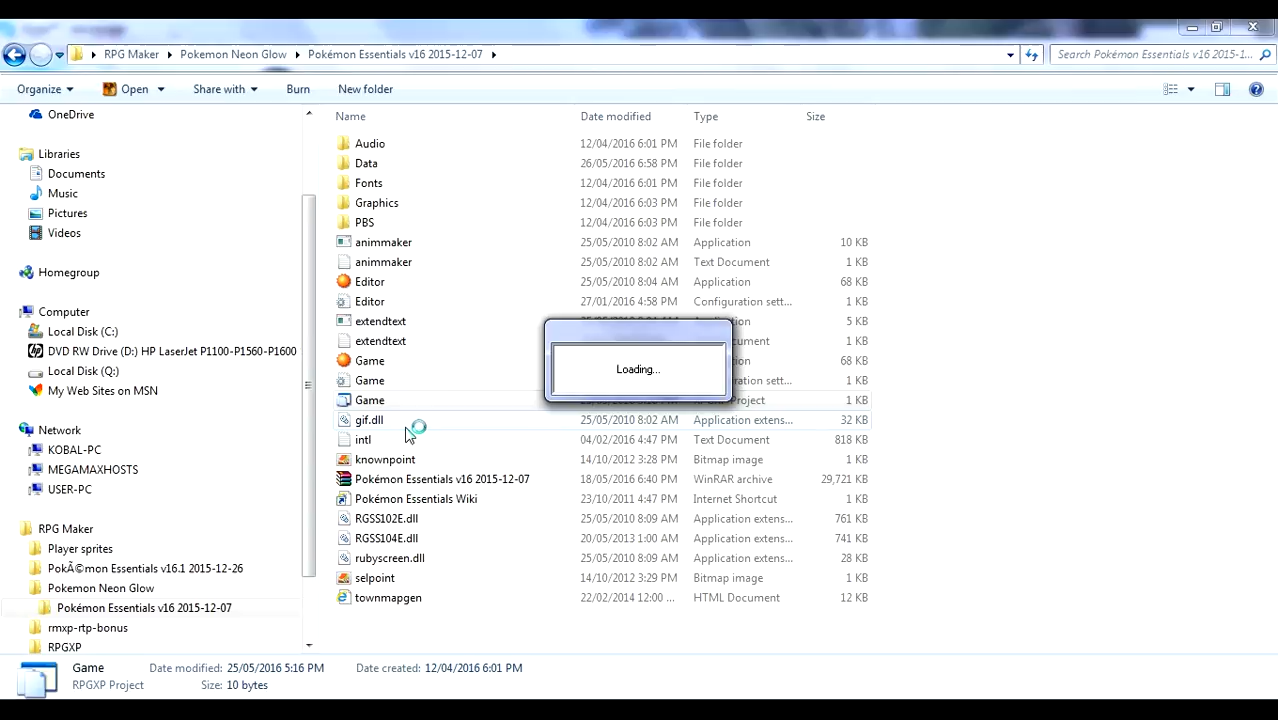 RPG Maker Pokemon Neon Glow Pokémon Essentials v16 2015-12-07 Search Pokémon Essentials v16 2015-1...
Organize Open Share with Burn New folder
OneDrive
Libraries
Documents
Music
Pictures
Videos
Homegroup
Computer
Local Disk (C:)
DVD RW Drive (D:) HP LaserJet P1100-P1560-P1600
Local Disk (Q:)
My Web Sites on MSN
Network
KOBAL-PC
MEGAMAXHOSTS
USER-PC
RPG Maker
Player sprites
PokÃ©mon Essentials v16.1 2015-12-26
Pokemon Neon Glow
Pokémon Essentials v16 2015-12-07
rmxp-rtp-bonus
RPGXP
Name Date modified Type Size
Audio 12/04/2016 6:01 PM File folder
Data 26/05/2016 6:58 PM File folder
Fonts 12/04/2016 6:01 PM File folder
Graphics 12/04/2016 6:03 PM File folder
PBS 12/04/2016 6:03 PM File folder
animmaker 25/05/2010 8:02 AM Application 10 KB
animmaker 25/05/2010 8:02 AM Text Document 1 KB
Editor 25/05/2010 8:04 AM Application 68 KB
Editor 27/01/2016 4:58 PM Configuration sett... 1 KB
extendtext 5 KB
extendtext 1 KB
Game 68 KB
Game 1 KB
Game 1 KB
gif.dll 25/05/2010 8:02 AM Application extens... 32 KB
intl 04/02/2016 4:47 PM Text Document 818 KB
knownpoint 14/10/2012 3:28 PM Bitmap image 1 KB
Pokémon Essentials v16 2015-12-07 18/05/2016 6:40 PM WinRAR archive 29,721 KB
Pokémon Essentials Wiki 23/10/2011 4:47 PM Internet Shortcut 1 KB
RGSS102E.dll 25/05/2010 8:09 AM Application extens... 761 KB
RGSS104E.dll 20/05/2013 1:00 AM Application extens... 741 KB
rubyscreen.dll 25/05/2010 8:09 AM Application extens... 28 KB
selpoint 14/10/2012 3:29 PM Bitmap image 1 KB
townmapgen 22/02/2014 12:00 ... HTML Document 12 KB
Loading...
Game Date modified: 25/05/2016 5:16 PM Date created: 12/04/2016 6:01 PM
RPGXP Project Size: 10 bytes